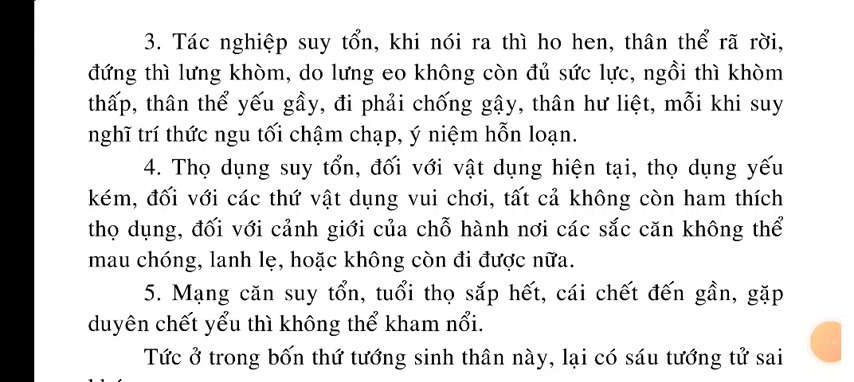 3. Tác nghiệp suy tổn, khi nói ra thì ho hen, thân thể rã rời,
đứng thì lưng khòm, do lưng eo không còn đủ sức lực, ngồi thì khòm
thấp, thân thể yếu gầy, đi phải chống gậy, thân hư liệt, mỗi khi suy
nghĩ trí thức ngu tối chậm chạp, ý niệm hỗn loạn.
4. Thọ dụng suy tổn, đối với vật dụng hiện tại, thọ dụng yếu
kém, đối với các thứ vật dụng vui chơi, tất cả không còn ham thích
thọ dụng, đối với cảnh giới của chỗ hành nơi các sắc căn không thể
mau chóng, lanh lẹ, hoặc không còn đi được nữa.
5. Mạng căn suy tổn, tuổi thọ sắp hết, cái chết đến gần, gặp
duyên chết yểu thì không thể kham nổi.
Tức ở trong bốn thứ tướng sinh thân này, lại có sáu tướng tử sai